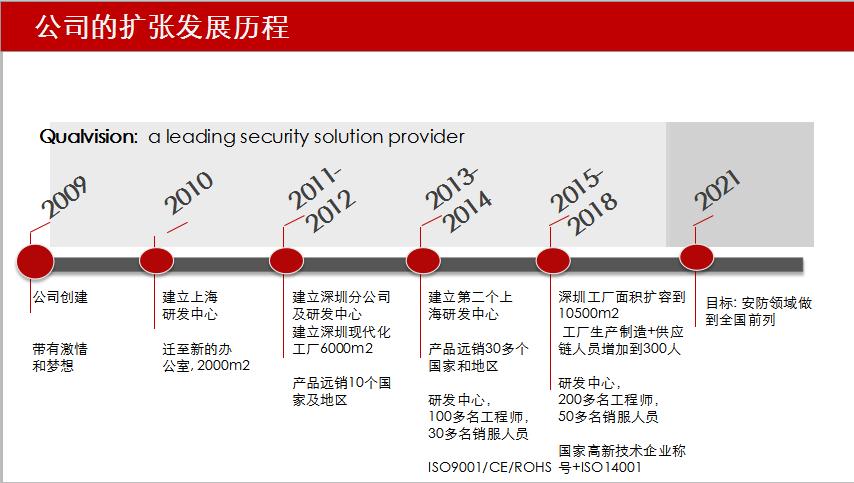 公司的扩张发展历程
Qualvision: a leading security solution provider
2009
2010
2011-
2012
2013-
2014
2015-
2018
2021
公司创建
带有激情
和梦想
建立上海
研发中心
迁至新的办
公室, 2000m2
建立深圳分公司
及研发中心
建立深圳现代化
工厂6000m2
产品远销10个国
家及地区
建立第二个上
海研发中心
产品远销30多个
国家和地区
研发中心，
100多名工程师，
30多名销服人员
ISO9001/CE/ROHS
深圳工厂面积扩容到
10500m2
工厂生产制造+供应
链人员增加到300人
研发中心，
200多名工程师，
50多名销服人员
国家高新技术企业称
号+ISO14001
目标: 安防领域做
到全国前列